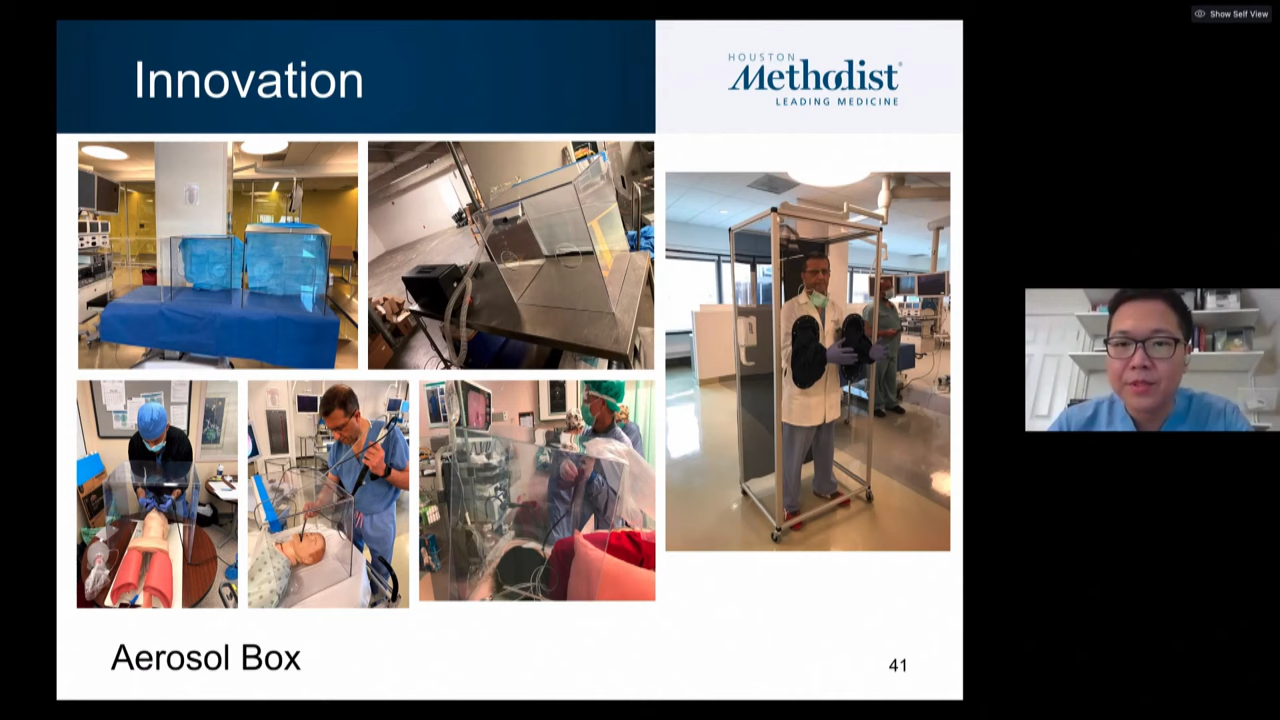 Show Self View
Innovation
HOUSTON
Methodist®
LEADING MEDICINE
Aerosol Box
41